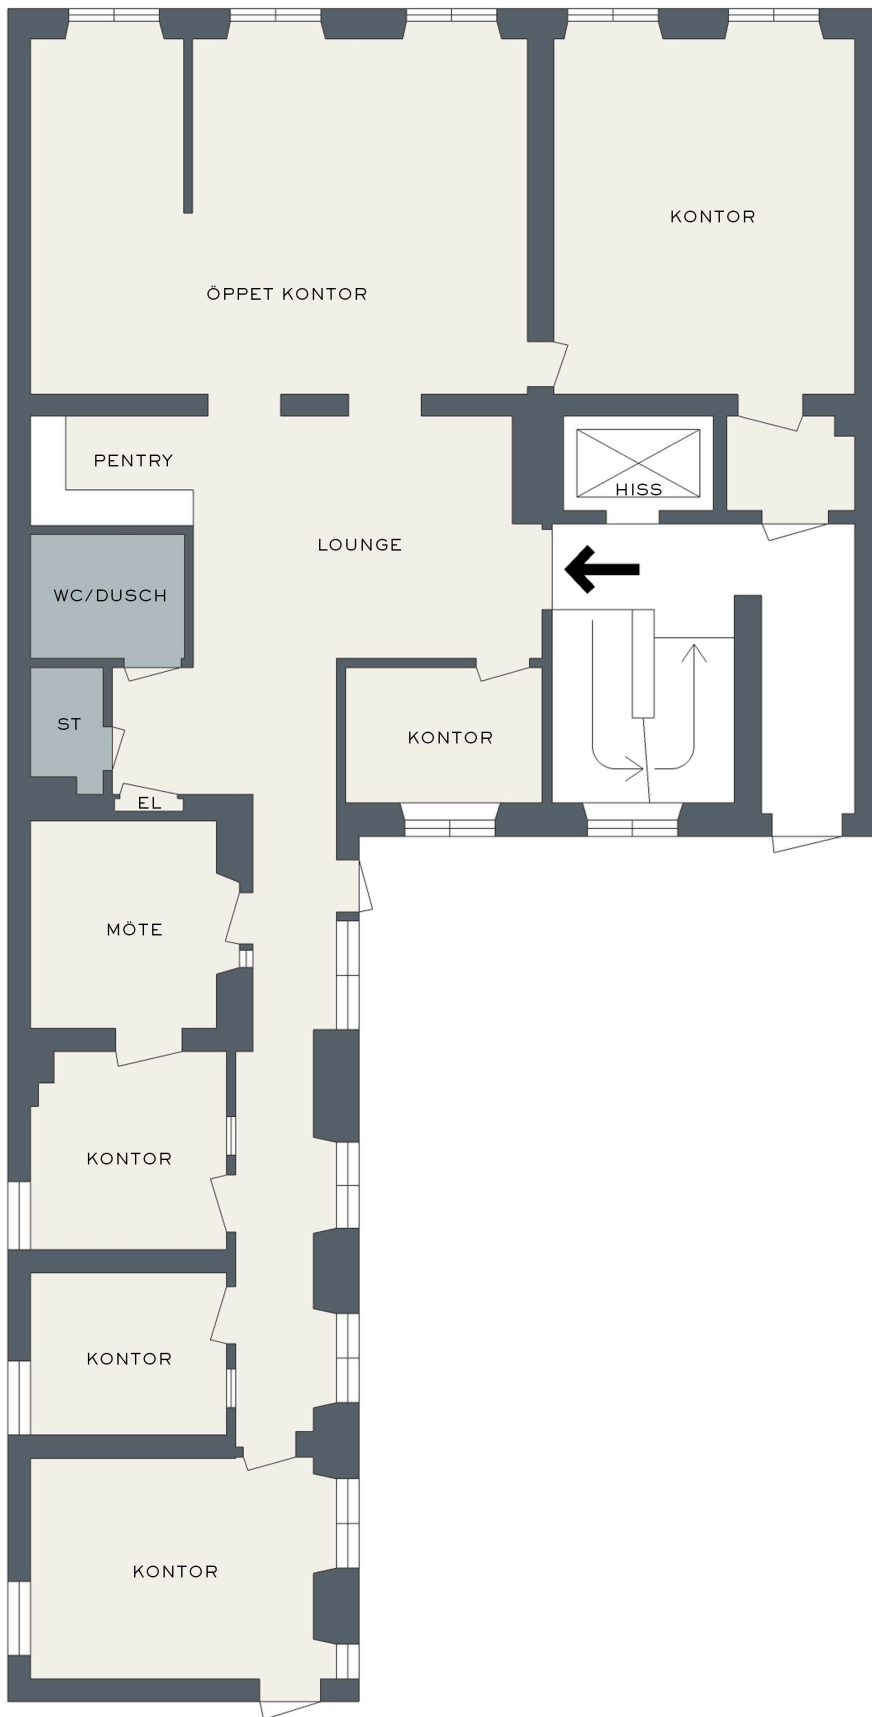 KONTOR
ÖPPET KONTOR
PENTRY
HISS
LOUNGE
WC/DUSCH
ST
KONTOR
EL
MÖTE
KONTOR
KONTOR
KONTOR